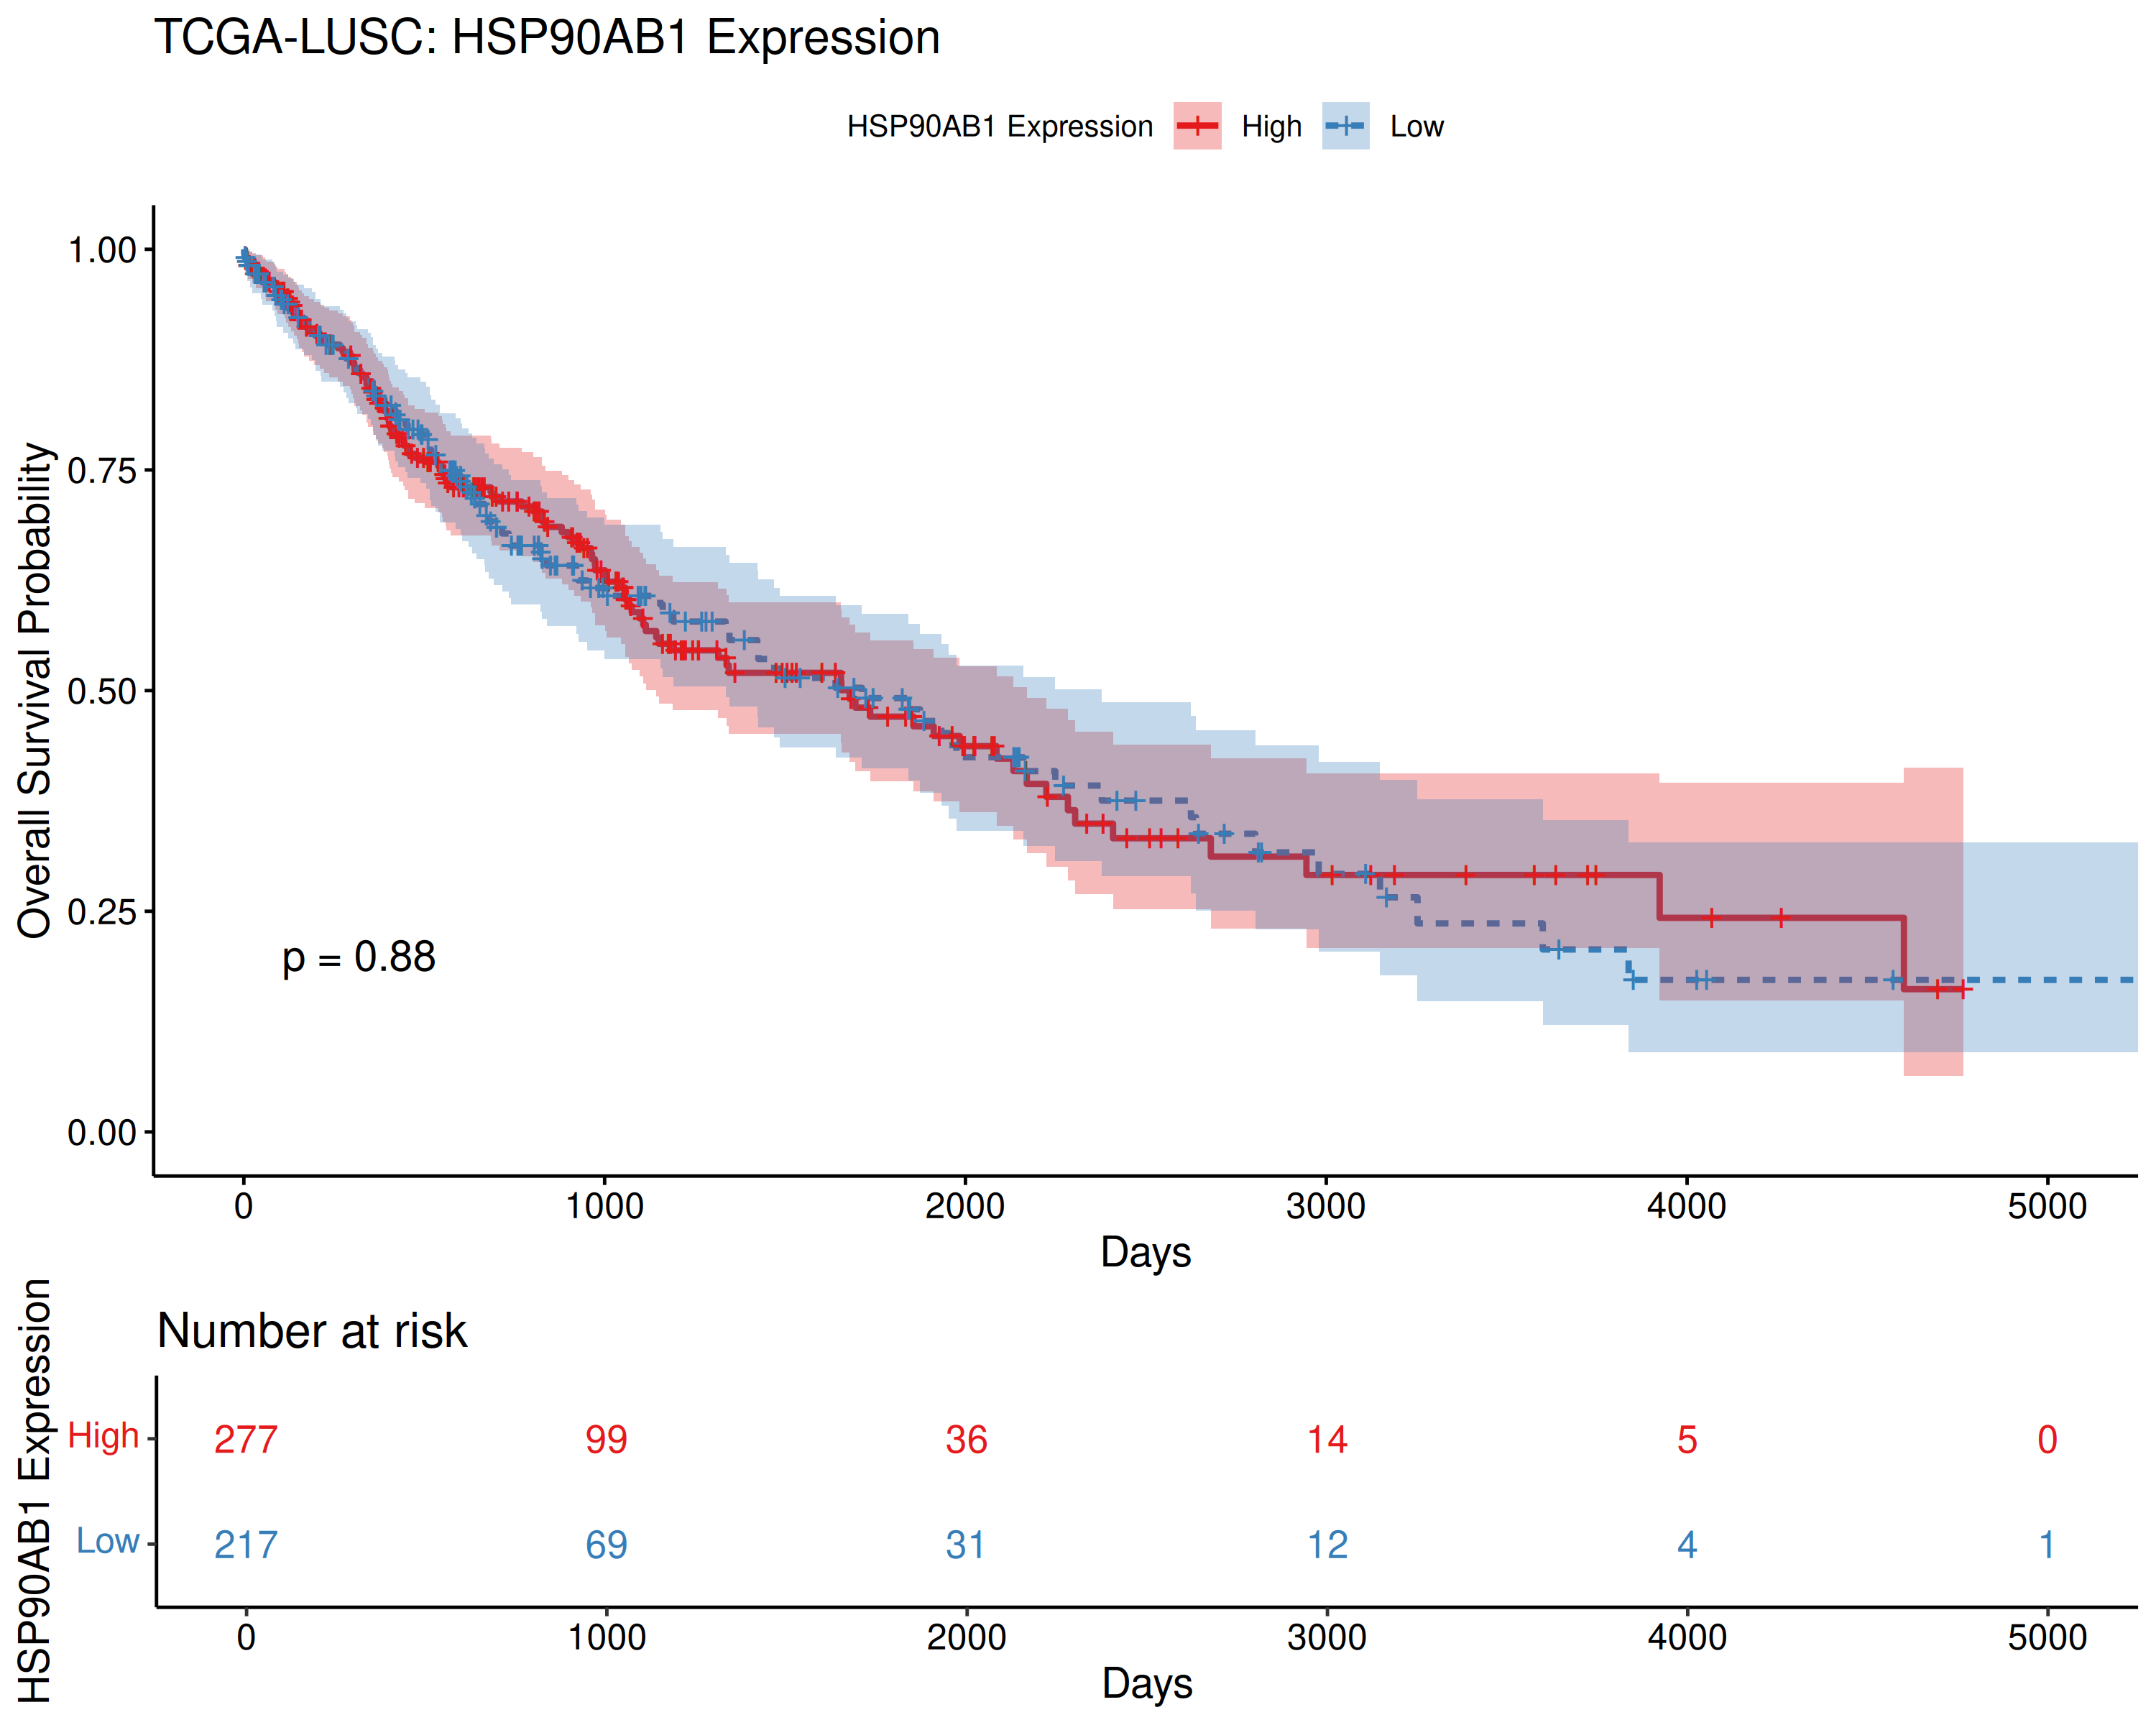 TCGA-LUSC: HSP90AB1 Expression
HSP90AB1 Expression High Low
Overall Survival Probability
1.00
0.75
0.50
0.25
0.00
p = 0.88
0 1000 2000 3000 4000 5000
Days
Number at risk
HSP90AB1 Expression
High 277 99 36 14 5 0
Low 217 69 31 12 4 1
0 1000 2000 3000 4000 5000
Days